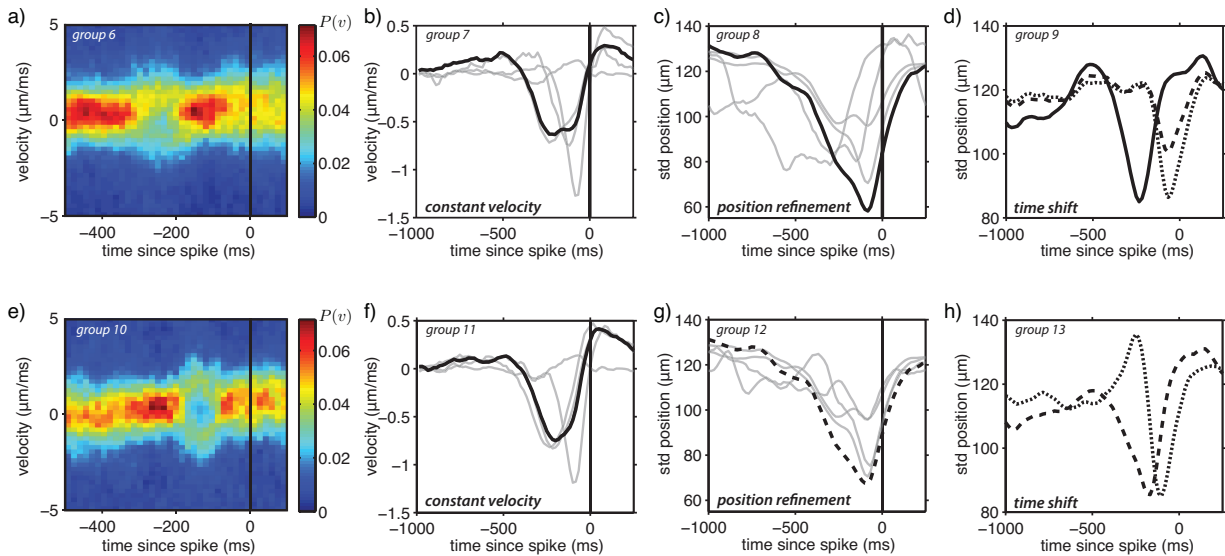 a)
group 6
5
0
−5
velocity (μm/ms)
−400
−200
0
time since spike (ms)
P(v)
0.06
0.04
0.02
0
b)
group 7
0.5
0
−0.5
−1
−1.5
velocity (μm/ms)
constant velocity
−1000
−500
0
time since spike (ms)
c)
group 8
140
120
100
80
60
std position (μm)
position refinement
−1000
−500
0
time since spike (ms)
d)
group 9
140
120
100
80
std position (μm)
time shift
−1000
−500
0
time since spike (ms)
e)
group 10
5
0
−5
velocity (μm/ms)
−400
−200
0
time since spike (ms)
P(v)
0.06
0.04
0.02
0
f)
group 11
0.5
0
−0.5
−1
−1.5
velocity (μm/ms)
constant velocity
−1000
−500
0
time since spike (ms)
g)
group 12
140
120
100
80
60
std position (μm)
position refinement
−1000
−500
0
time since spike (ms)
h)
group 13
140
120
100
80
std position (μm)
time shift
−1000
−500
0
time since spike (ms)